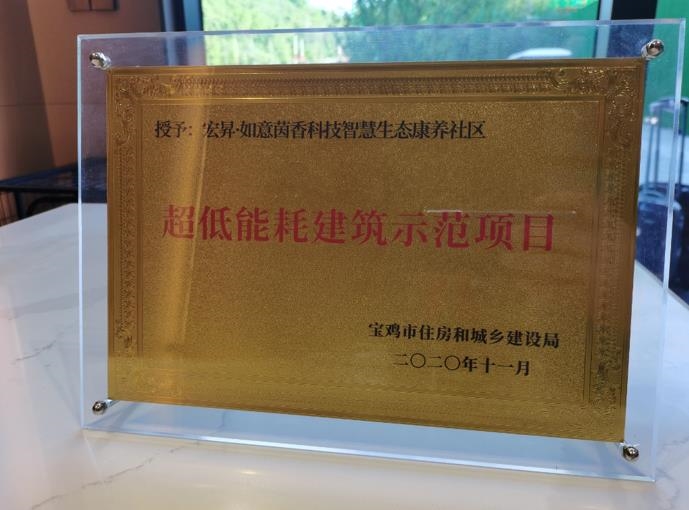 授予：宏昇·如意茵香科技智慧生态康养社区
超低能耗建筑示范项目
宝鸡市住房和城乡建设局
二〇二〇年十一月